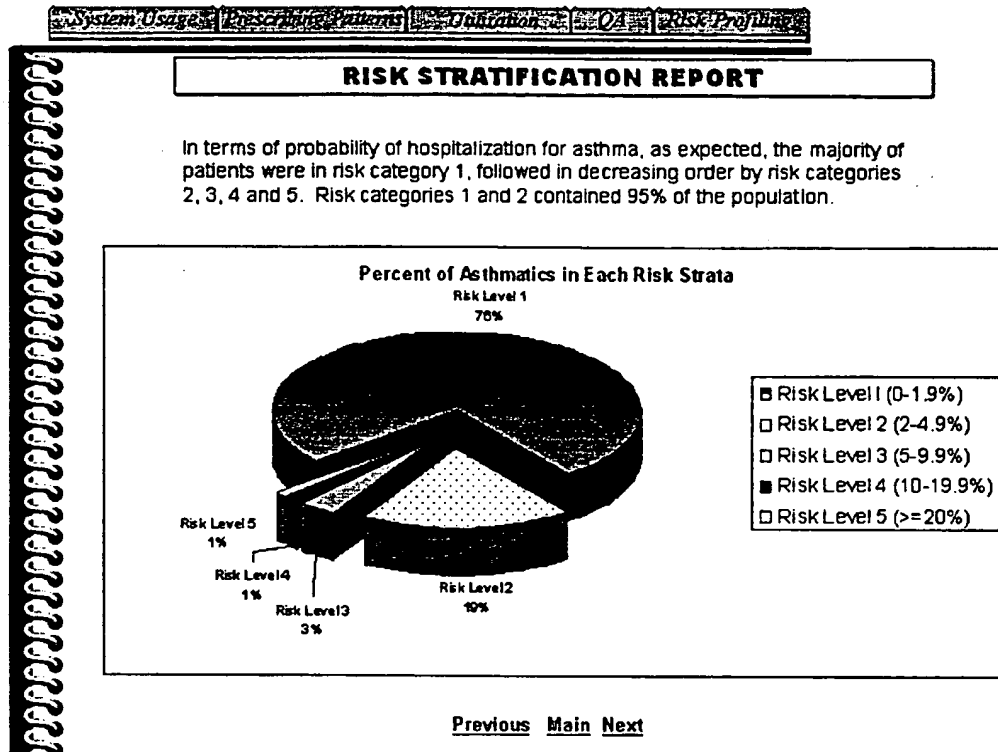 System Usage Prescribing Patterns Utilization QA Risk Profiling
RISK STRATIFICATION REPORT
In terms of probability of hospitalization for asthma, as expected, the majority of
patients were in risk category 1, followed in decreasing order by risk categories
2, 3, 4 and 5. Risk categories 1 and 2 contained 95% of the population.
Percent of Asthmatics in Each Risk Strata
Risk Level 1
76%
Risk Level 5
1%
Risk Level 4
1%
Risk Level 3
3%
Risk Level 2
19%
Risk Level 1 (0-1.9%)
Risk Level 2 (2-4.9%)
Risk Level 3 (5-9.9%)
Risk Level 4 (10-19.9%)
Risk Level 5 (>=20%)
Previous Main Next